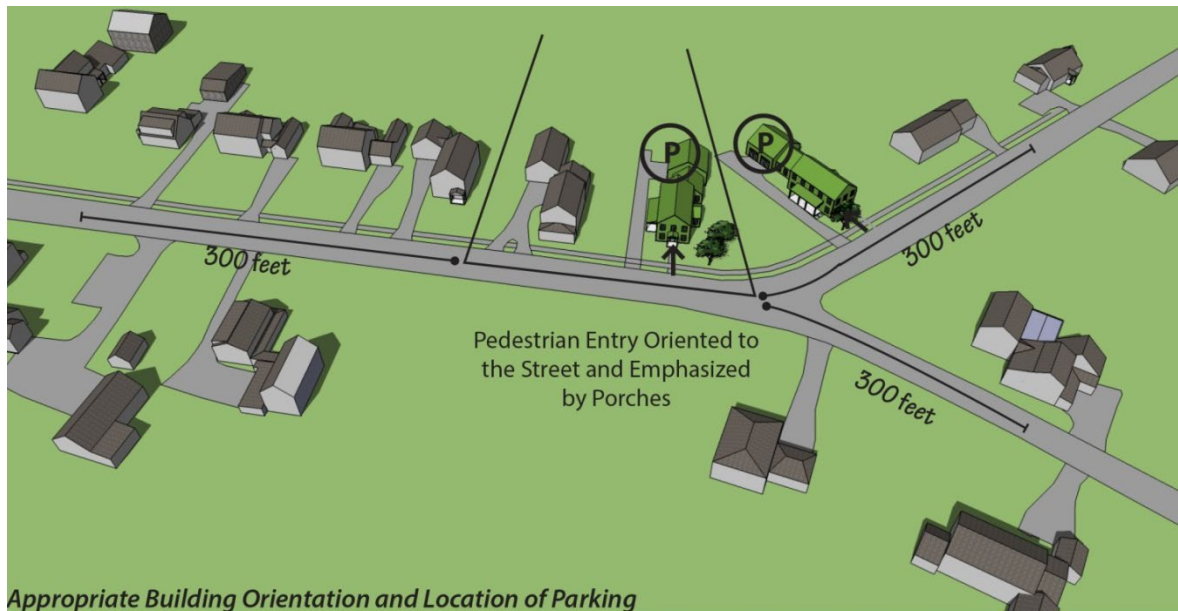 P
P
300 feet
300 feet
Pedestrian Entry Oriented to
the Street and Emphasized
by Porches
300 feet
Appropriate Building Orientation and Location of Parking